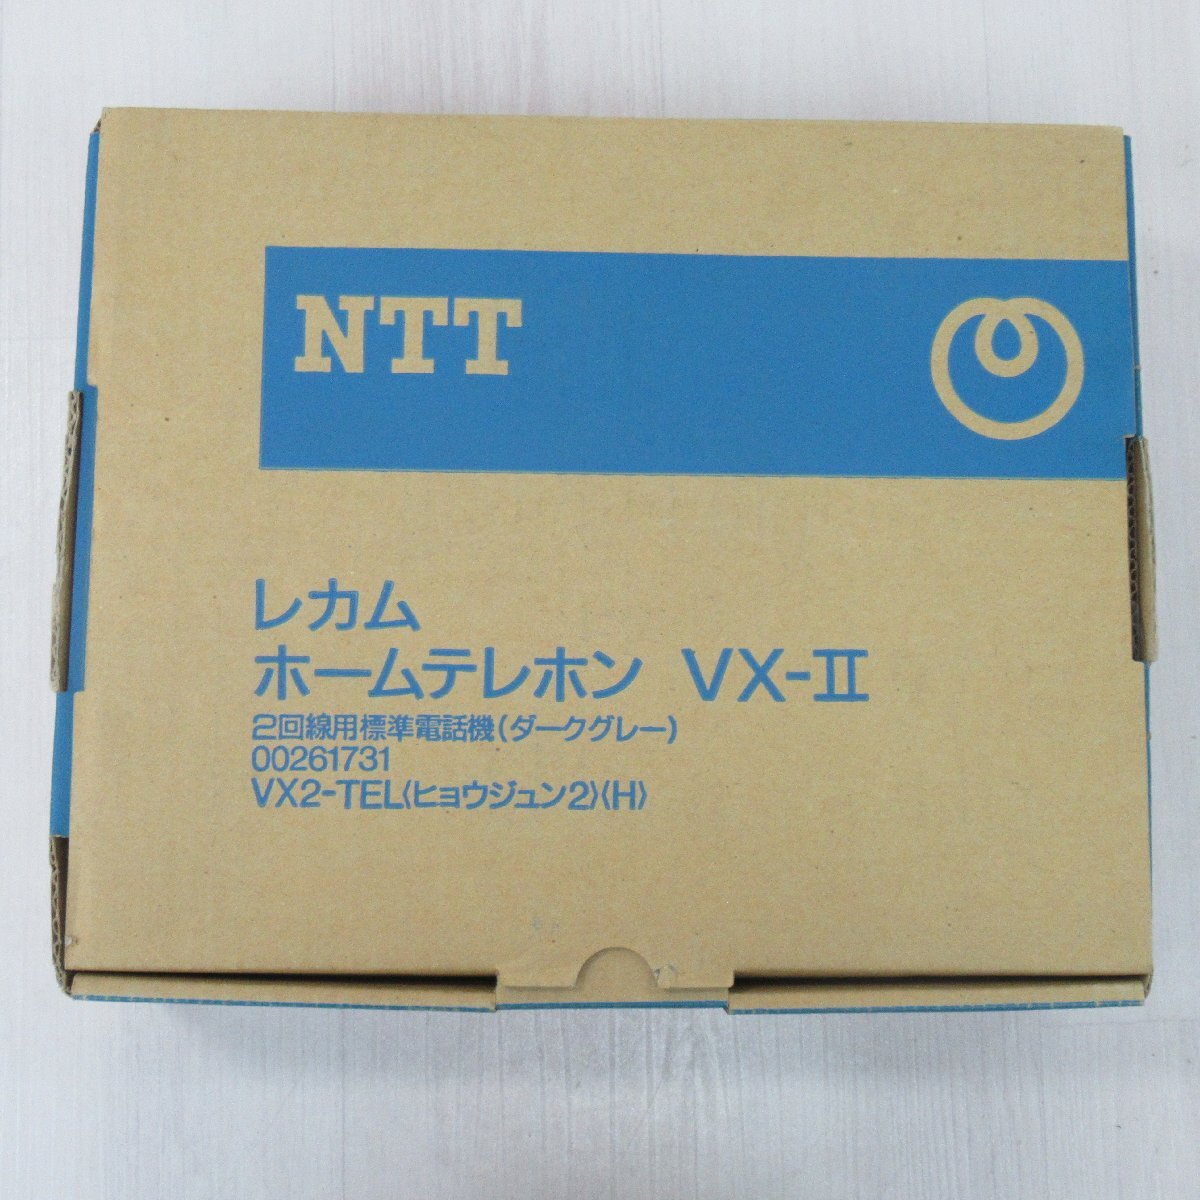 NTT
レカム
ホームテレホン VX-Ⅱ
2回線用標準電話機(ダークグレー)
00261731
VX2-TEL〈ヒョウジュン2〉〈H〉